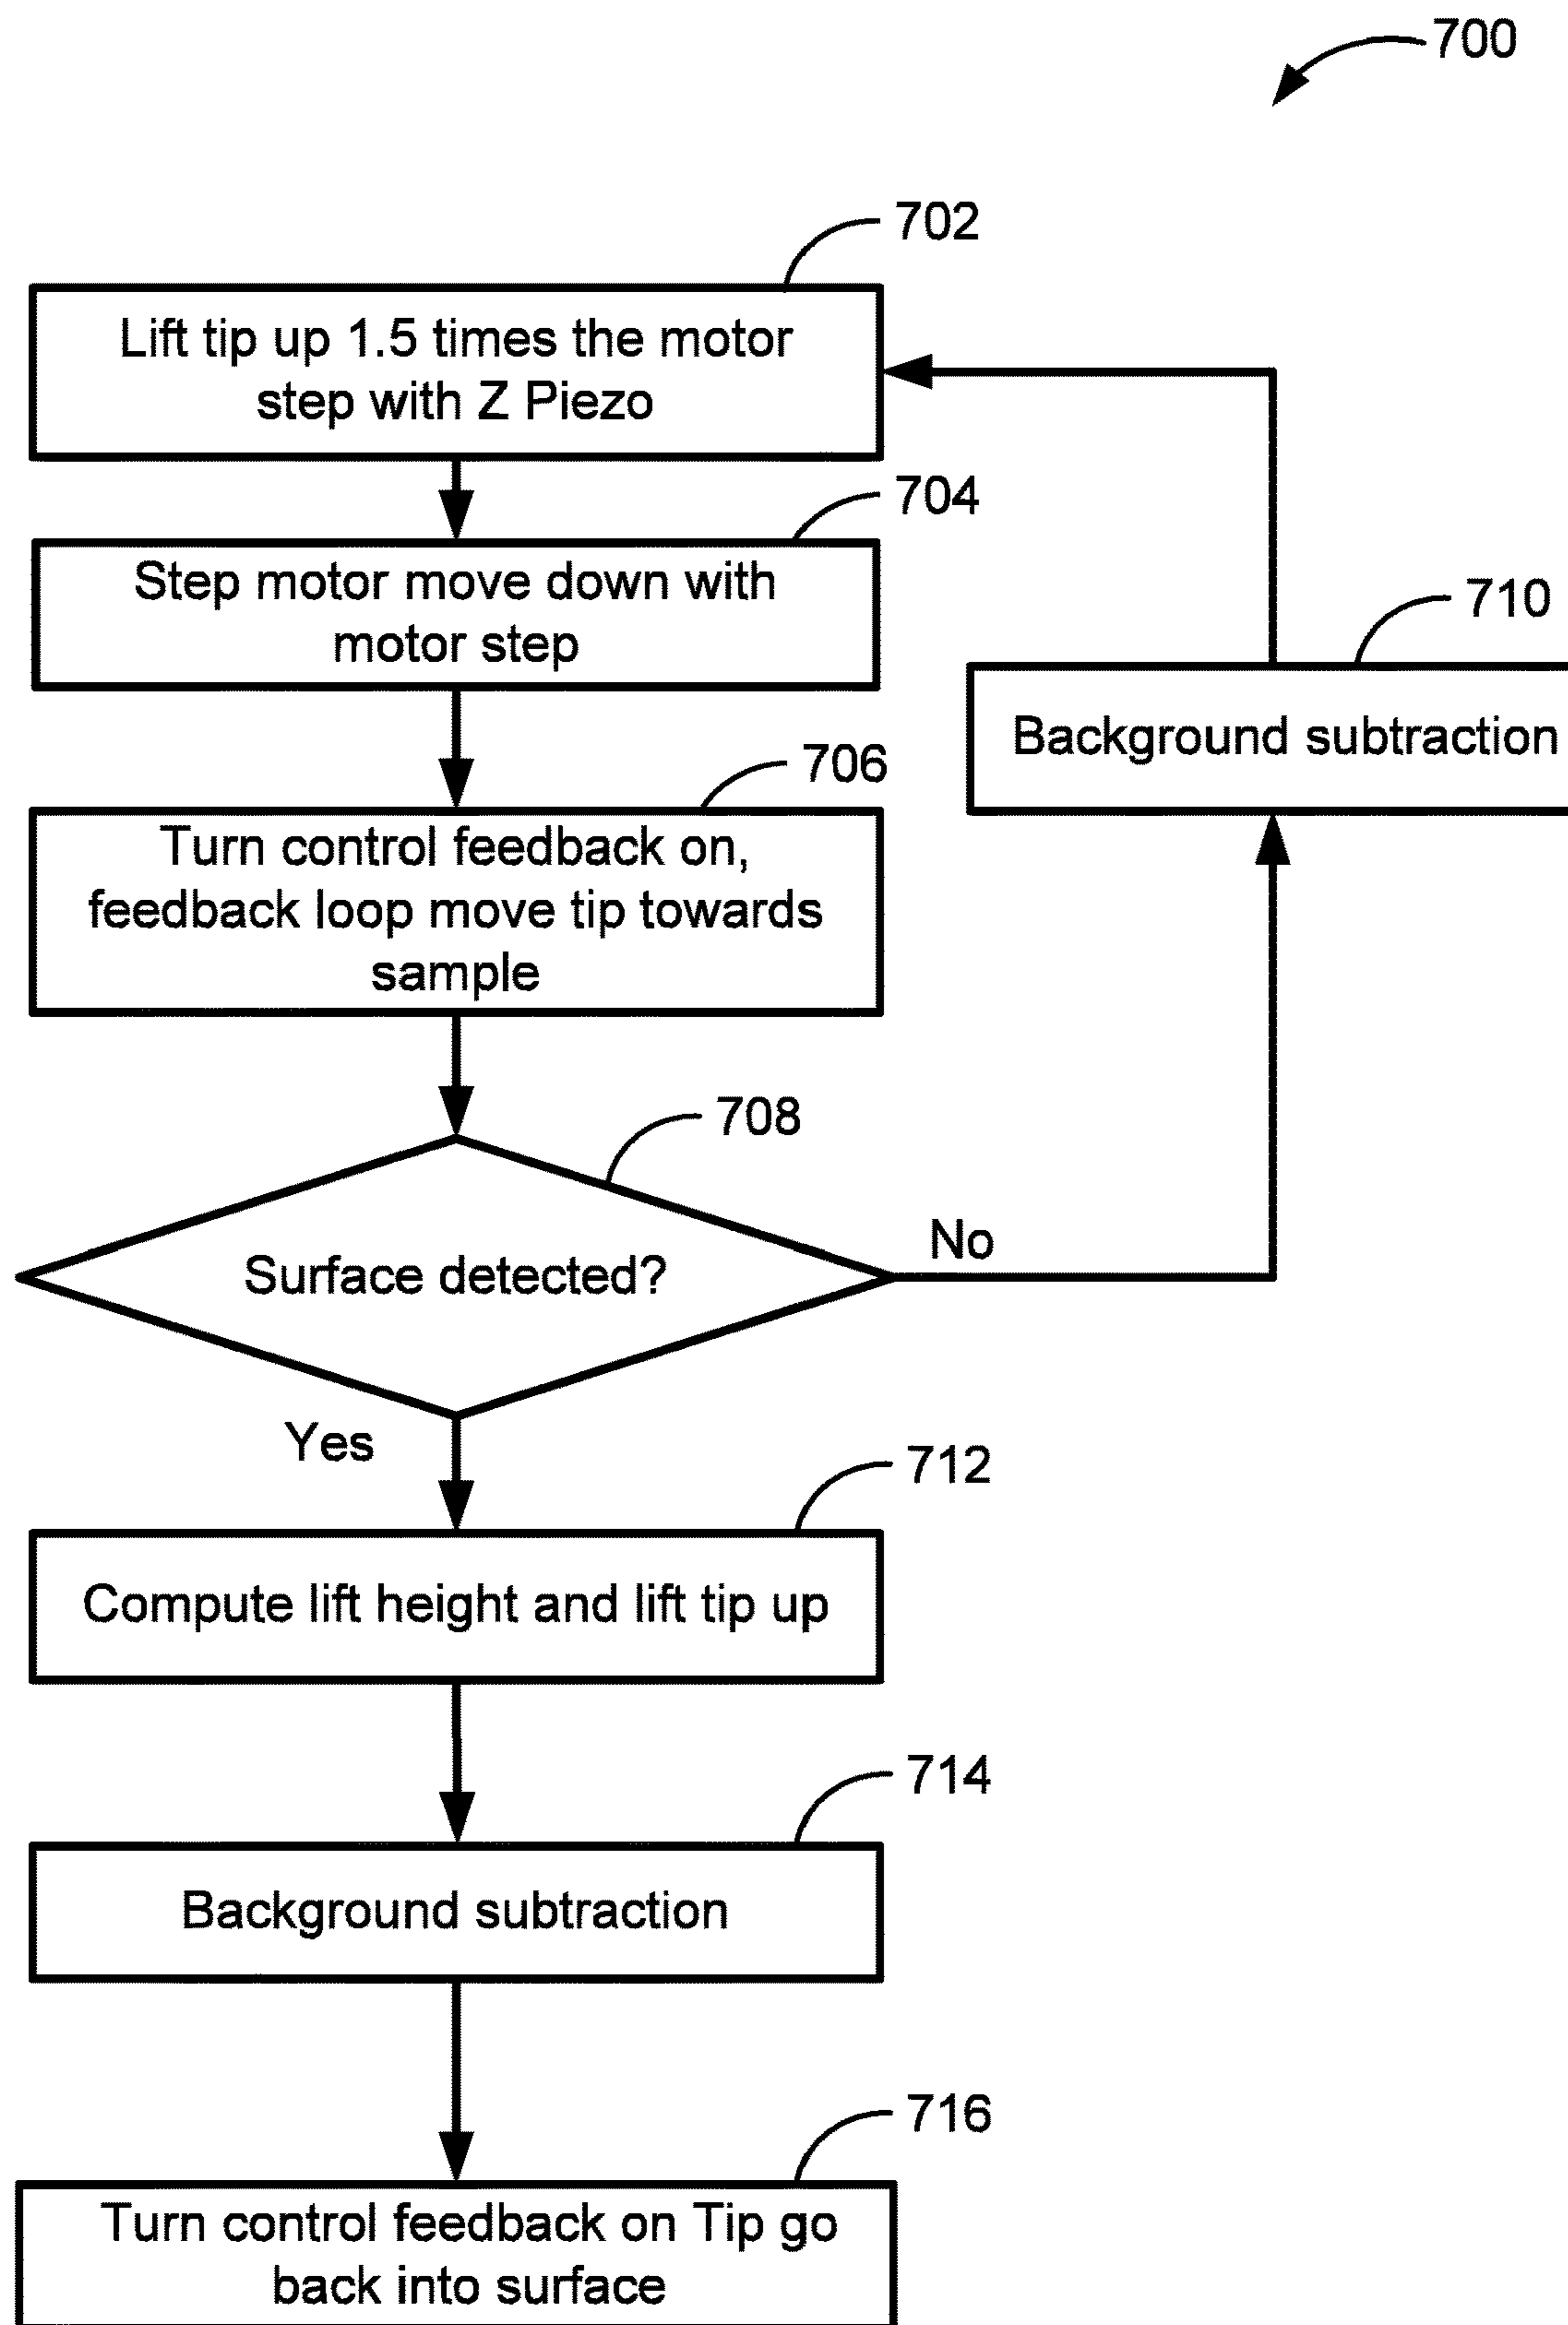 700
702
Lift tip up 1.5 times the motor
step with Z Piezo
704
Step motor move down with
motor step
710
Background subtraction
706
Turn control feedback on,
feedback loop move tip towards
sample
708
Surface detected?
No
Yes
712
Compute lift height and lift tip up
714
Background subtraction
716
Turn control feedback on Tip go
back into surface